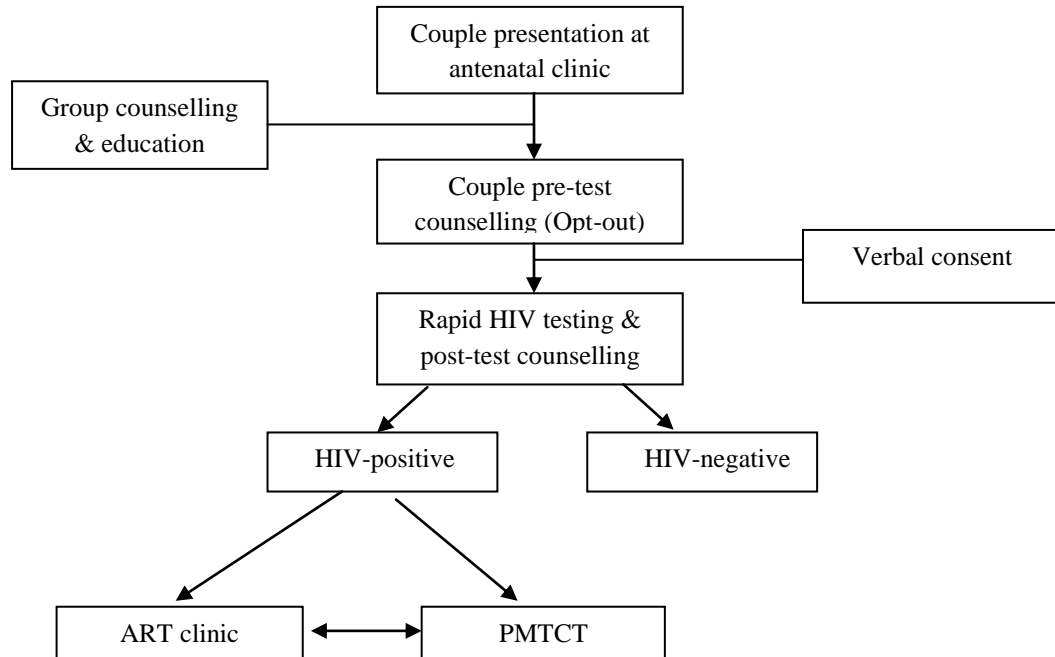 Couple presentation at
antenatal clinic
Group counselling
& education
Couple pre-test
counselling (Opt-out)
Verbal consent
Rapid HIV testing &
post-test counselling
HIV-positive
HIV-negative
ART clinic
PMTCT